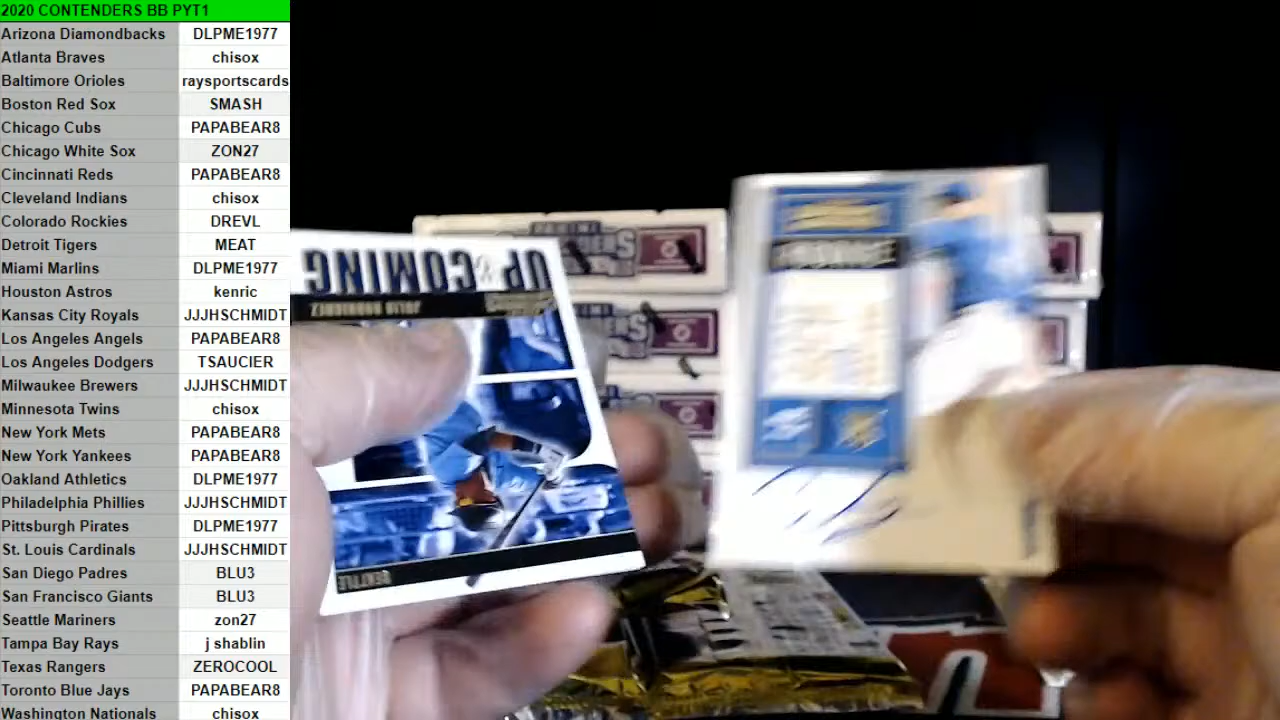 2020 CONTENDERS BB PYT1
Arizona Diamondbacks DLPME1977
Atlanta Braves chisox
Baltimore Orioles raysportscards
Boston Red Sox SMASH
Chicago Cubs PAPABEAR8
Chicago White Sox ZON27
Cincinnati Reds PAPABEAR8
Cleveland Indians chisox
Colorado Rockies DREVL
Detroit Tigers MEAT
Miami Marlins DLPME1977
Houston Astros kenric
Kansas City Royals JJJHSCHMIDT
Los Angeles Angels PAPABEAR8
Los Angeles Dodgers TSAUCIER
Milwaukee Brewers JJJHSCHMIDT
Minnesota Twins chisox
New York Mets PAPABEAR8
New York Yankees PAPABEAR8
Oakland Athletics DLPME1977
Philadelphia Phillies JJJHSCHMIDT
Pittsburgh Pirates DLPME1977
St. Louis Cardinals JJJHSCHMIDT
San Diego Padres BLU3
San Francisco Giants BLU3
Seattle Mariners zon27
Tampa Bay Rays j shablin
Texas Rangers ZEROCOOL
Toronto Blue Jays PAPABEAR8
Washington Nationals chisox
UP & COMING
JULIO RODRIGUEZ
SEATTLE